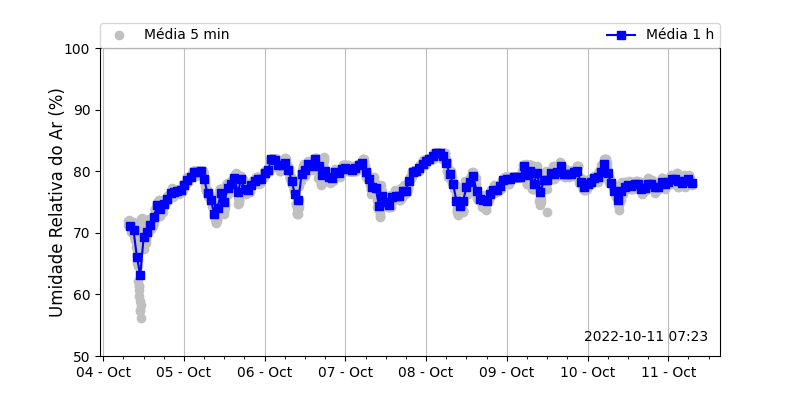 Média 5 min
Média 1 h
Umidade Relativa do Ar (%)
100
90
80
70
60
50
2022-10-11 07:23
04 - Oct
05 - Oct
06 - Oct
07 - Oct
08 - Oct
09 - Oct
10 - Oct
11 - Oct